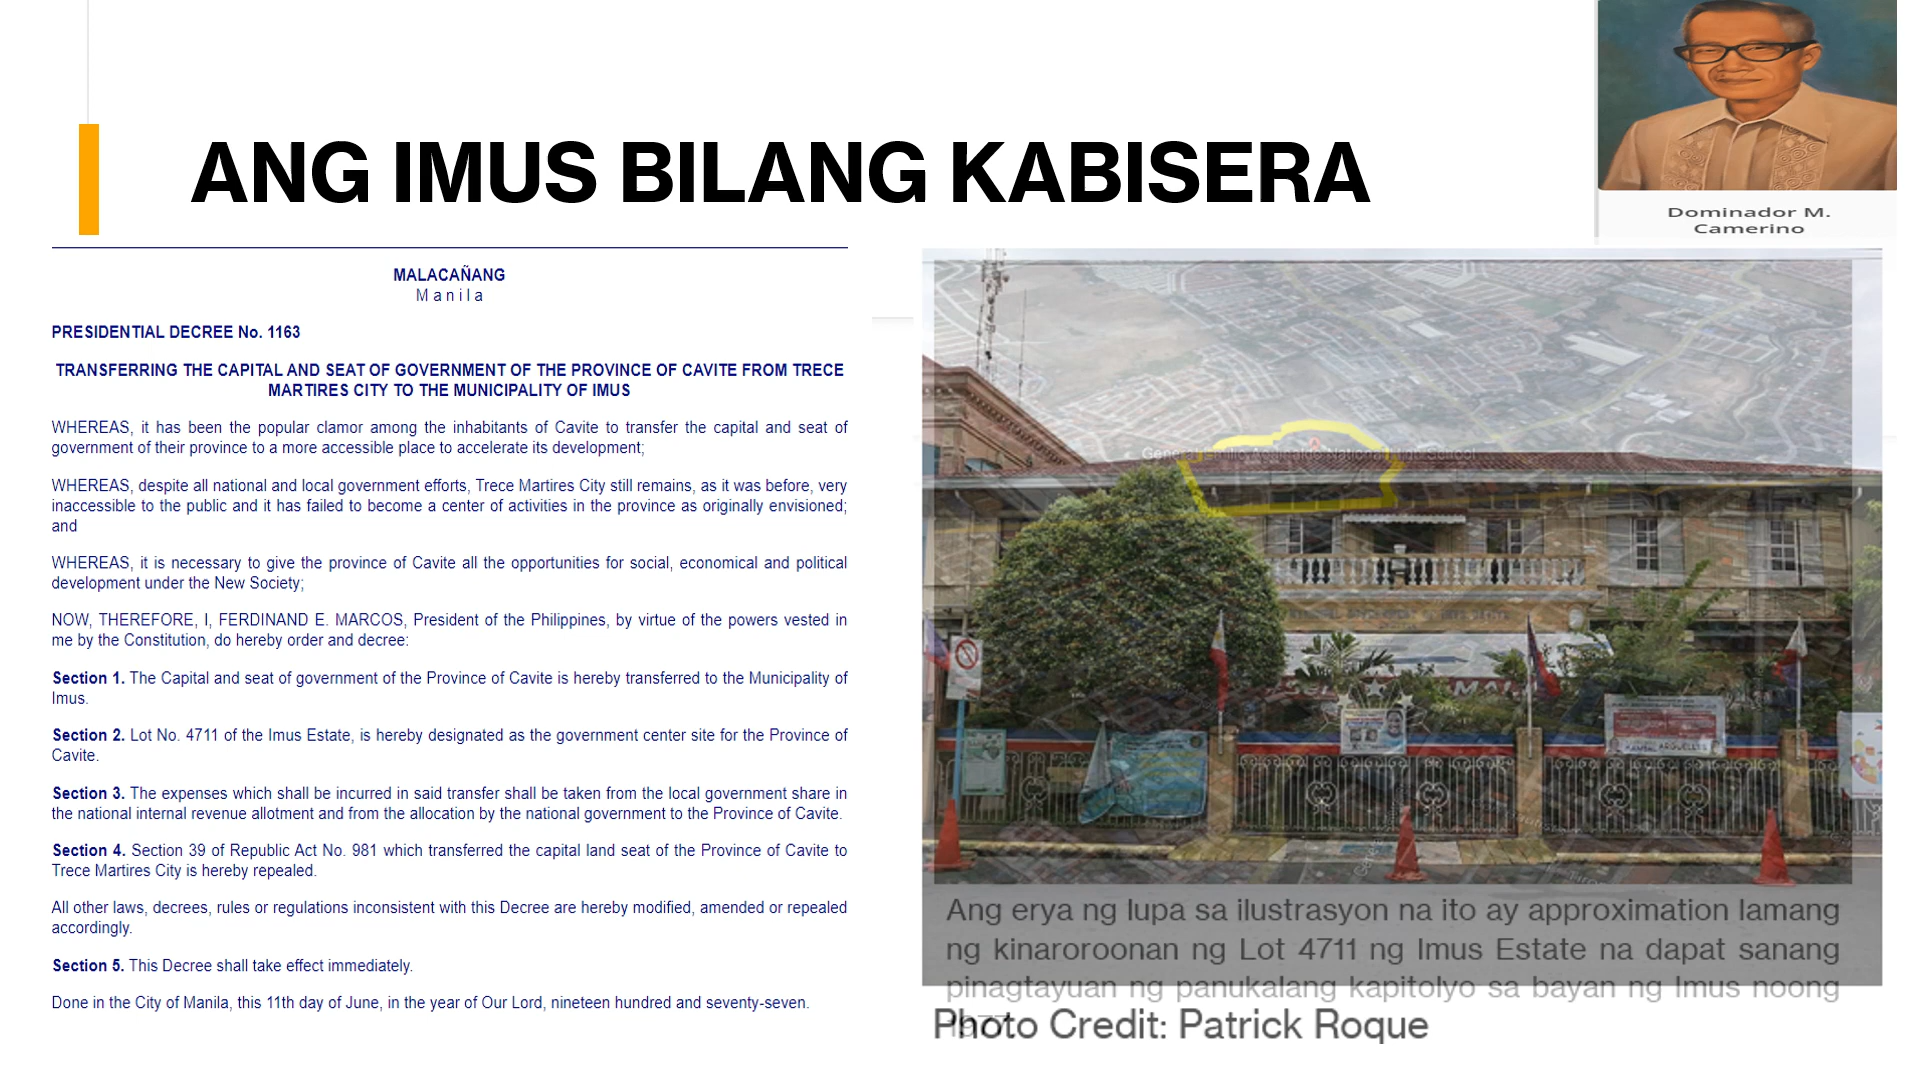 ANG IMUS BILANG KABISERA
Dominador M.
Camerino
MALACAÑANG
Manila
PRESIDENTIAL DECREE No. 1163
TRANSFERRING THE CAPITAL AND SEAT OF GOVERNMENT OF THE PROVINCE OF CAVITE FROM TRECE
MARTIRES CITY TO THE MUNICIPALITY OF IMUS
WHEREAS, it has been the popular clamor among the inhabitants of Cavite to transfer the capital and seat of
government of their province to a more accessible place to accelerate its development;
WHEREAS, despite all national and local government efforts, Trece Martires City still remains, as it was before, very
inaccessible to the public and it has failed to become a center of activities in the province as originally envisioned;
and
WHEREAS, it is necessary to give the province of Cavite all the opportunities for social, economical and political
development under the New Society;
NOW, THEREFORE, I, FERDINAND E. MARCOS, President of the Philippines, by virtue of the powers vested in
me by the Constitution, do hereby order and decree:
Section 1. The Capital and seat of government of the Province of Cavite is hereby transferred to the Municipality of
Imus.
Section 2. Lot No. 4711 of the Imus Estate, is hereby designated as the government center site for the Province of
Cavite.
Section 3. The expenses which shall be incurred in said transfer shall be taken from the local government share in
the national internal revenue allotment and from the allocation by the national government to the Province of Cavite.
Section 4. Section 39 of Republic Act No. 981 which transferred the capital land seat of the Province of Cavite to
Trece Martires City is hereby repealed.
All other laws, decrees, rules or regulations inconsistent with this Decree are hereby modified, amended or repealed
accordingly.
Section 5. This Decree shall take effect immediately.
Done in the City of Manila, this 11th day of June, in the year of Our Lord, nineteen hundred and seventy-seven.
General Emilio Aguinaldo National High School
Ang erya ng lupa sa ilustrasyon na ito ay approximation lamang
ng kinaroroonan ng Lot 4711 ng Imus Estate na dapat sanang
pinagtayuan ng panukalang kapitolyo sa bayan ng Imus noong
1977.
Photo Credit: Patrick Roque